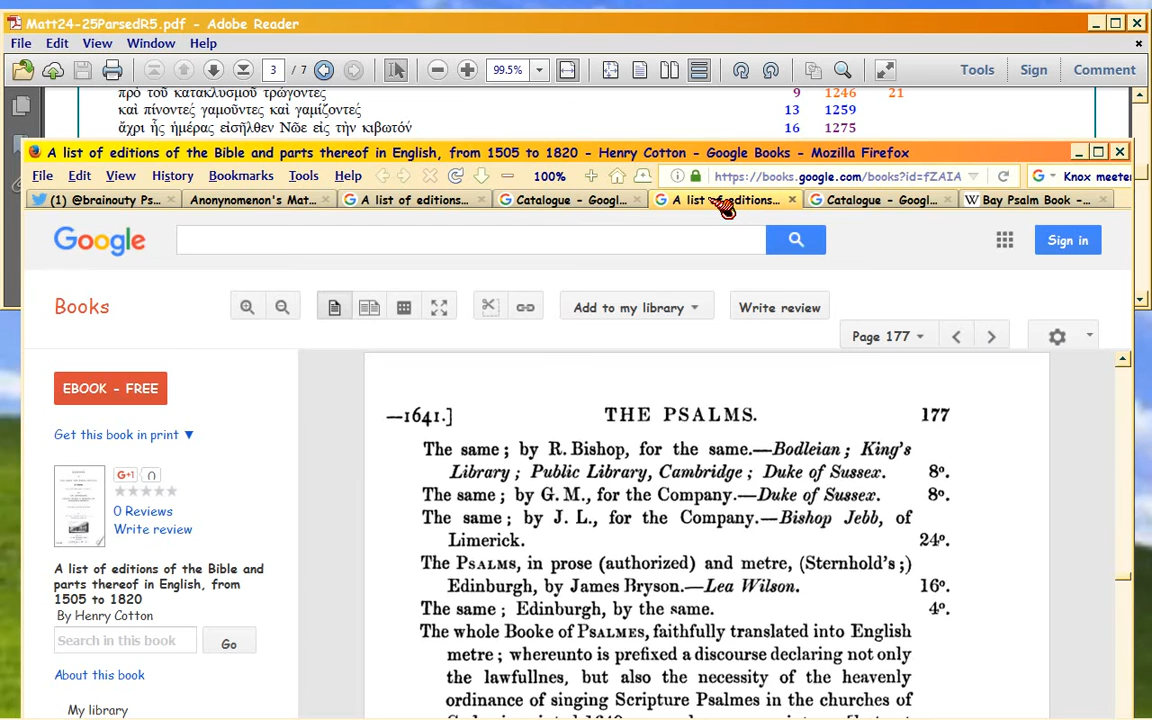 Matt24-25ParsedR5.pdf - Adobe Reader
File Edit View Window Help
3 / 7 99.5% Tools Sign Comment
πρὸ τοῦ κατακλυσμοῦ τρώγοντες 9 1246 21
καὶ πίνοντες γαμοῦντες καὶ γαμίζοντες 13 1259
ἄχρι ἧς ἡμέρας εἰσῆλθεν Νῶε εἰς τὴν κιβωτόν 16 1275
A list of editions of the Bible and parts thereof in English, from 1505 to 1820 - Henry Cotton - Google Books - Mozilla Firefox
File Edit View History Bookmarks Tools Help 100% https://books.google.com/books?id=fZAIA Knox meeter
(1) @brainouty Ps... Anonynomenon's Mat... A list of editions... Catalogue - Googl... A list of editions... Catalogue - Googl... Bay Psalm Book -...
Google Sign in
Books Add to my library Write review
Page 177
EBOOK - FREE
Get this book in print ▼
G+1 0
0 Reviews
Write review
A list of editions of the Bible and
parts thereof in English, from
1505 to 1820
By Henry Cotton
Search in this book Go
About this book
My library
—1641.] THE PSALMS. 177
The same; by R. Bishop, for the same.—Bodleian; King's
Library; Public Library, Cambridge; Duke of Sussex. 8º.
The same; by G. M., for the Company.—Duke of Sussex. 8º.
The same; by J. L., for the Company.—Bishop Jebb, of
Limerick. 24º.
The PSALMS, in prose (authorized) and metre, (Sternhold's;)
Edinburgh, by James Bryson.—Lea Wilson. 16º.
The same; Edinburgh, by the same. 4º.
The whole Booke of PSALMES, faithfully translated into English
metre; whereunto is prefixed a discourse declaring not only
the lawfullnes, but also the necessity of the heavenly
ordinance of singing Scripture Psalmes in the churches of